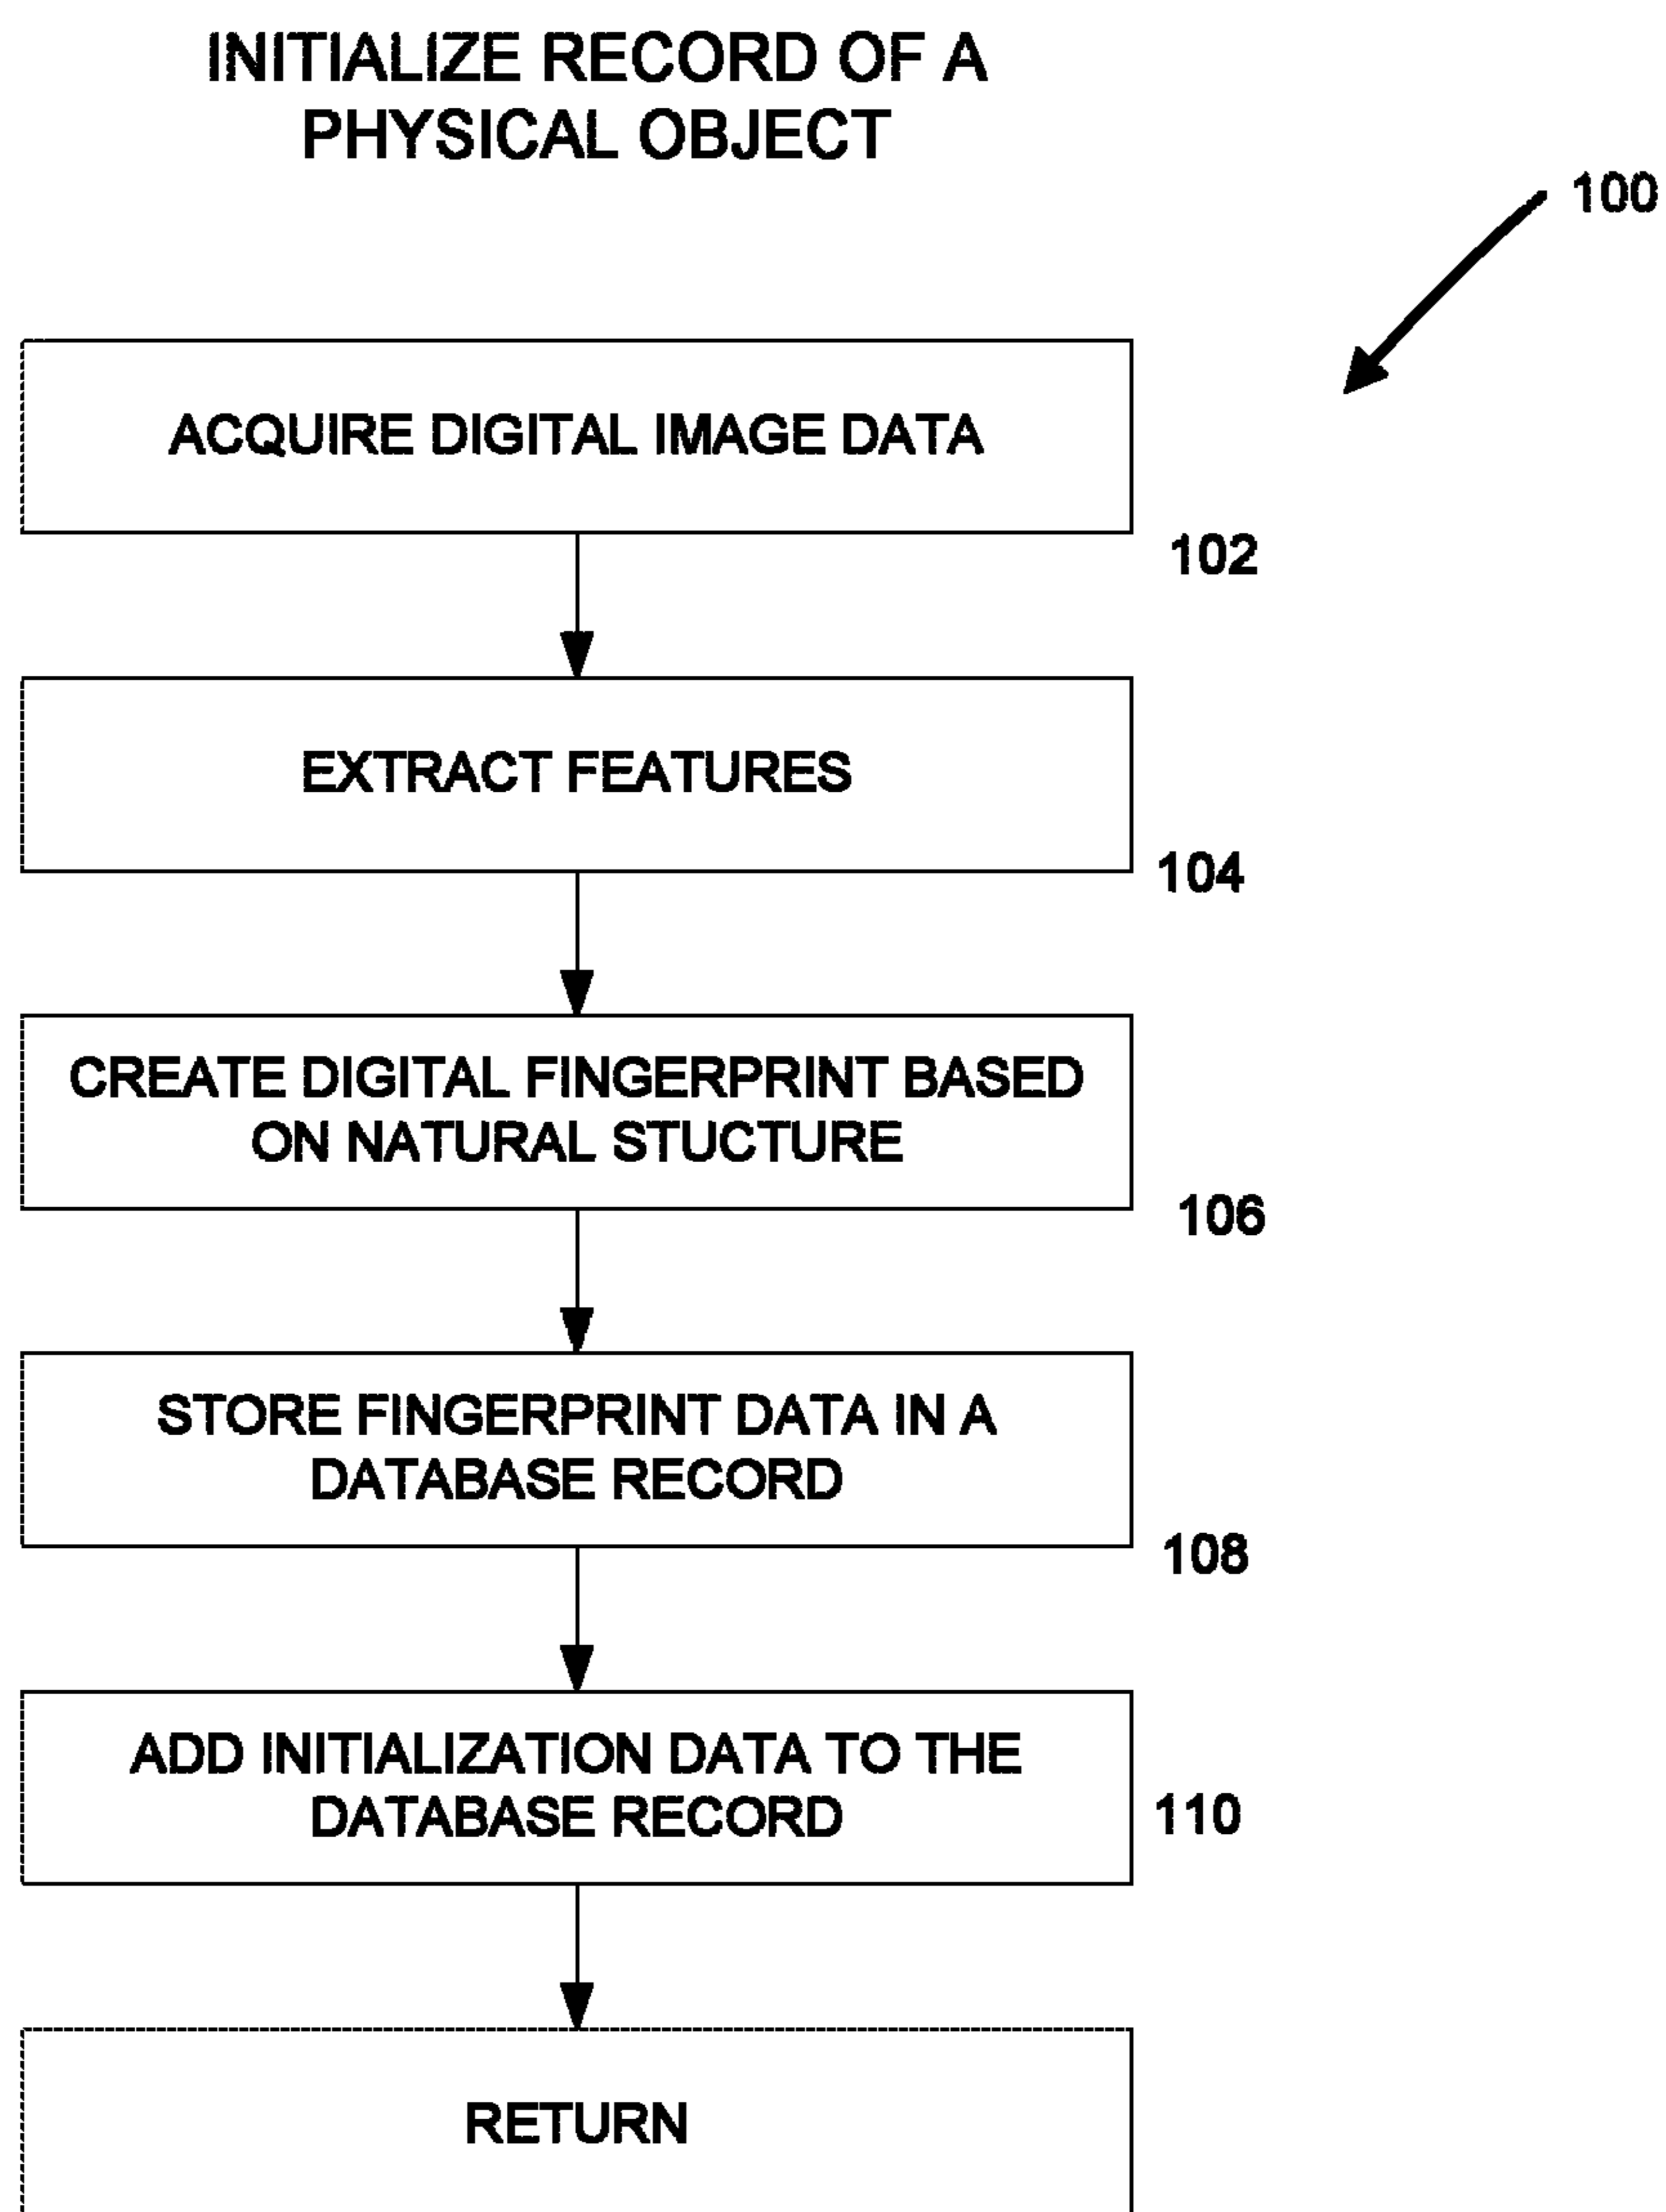 INITIALIZE RECORD OF A
PHYSICAL OBJECT
100
ACQUIRE DIGITAL IMAGE DATA
102
EXTRACT FEATURES
104
CREATE DIGITAL FINGERPRINT BASED
ON NATURAL STUCTURE
106
STORE FINGERPRINT DATA IN A
DATABASE RECORD
108
ADD INITIALIZATION DATA TO THE
DATABASE RECORD
110
RETURN